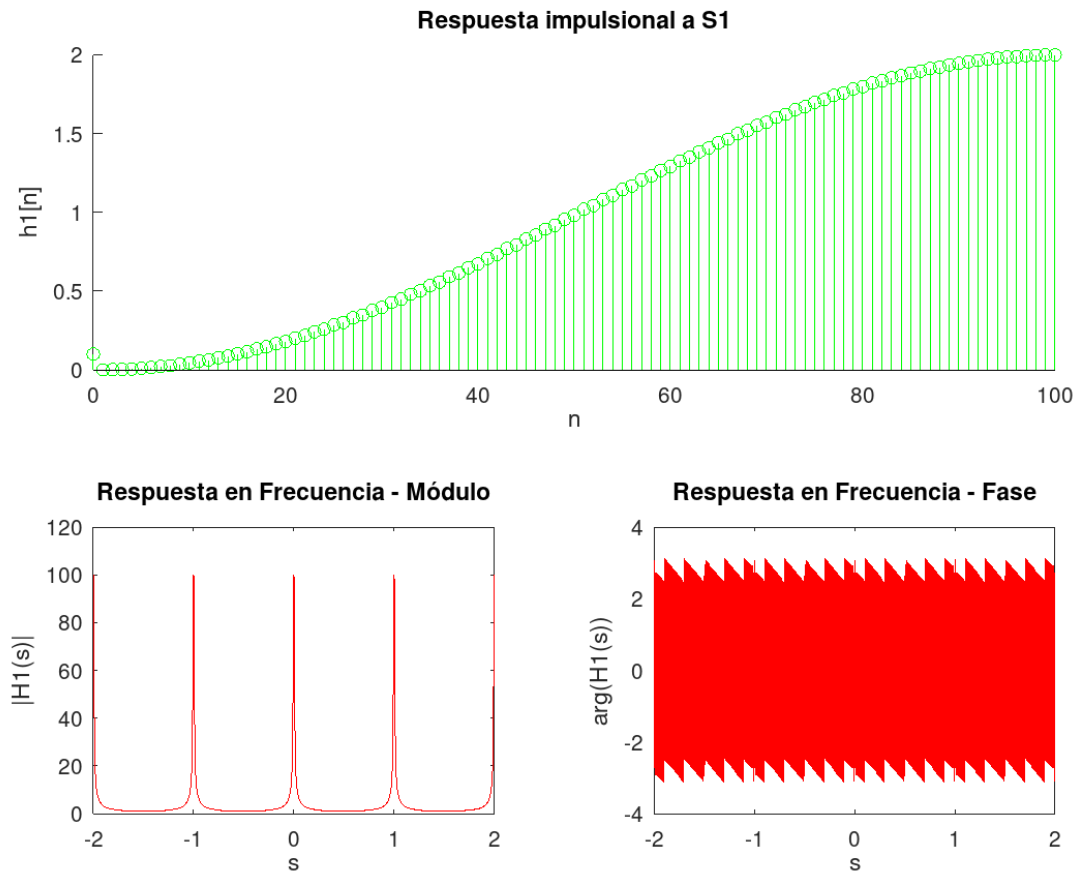 Respuesta impulsional a S1
2
1.5
1
0.5
0
h1[n]
0 20 40 60 80 100
n
Respuesta en Frecuencia - Módulo
120
100
80
60
40
20
0
|H1(s)|
-2 -1 0 1 2
s
Respuesta en Frecuencia - Fase
4
2
0
-2
-4
arg(H1(s))
-2 -1 0 1 2
s